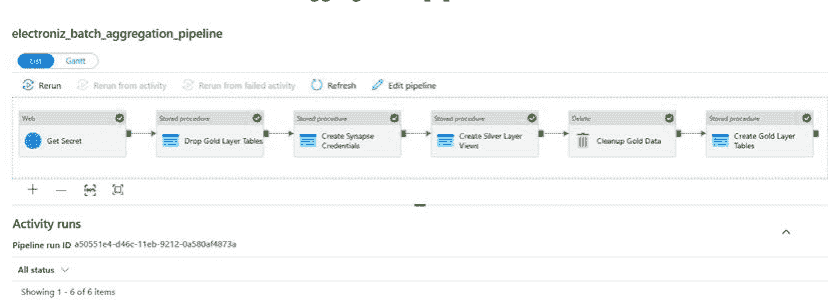 electroniz_batch_aggregation_pipeline
List Gantt
Rerun Rerun from activity Rerun from failed activity Refresh Edit pipeline
Web Stored procedure Stored procedure Stored procedure Delete Stored procedure
Get Secret Drop Gold Layer Tables Create Synapse Credentials Create Silver Layer Views Cleanup Gold Data Create Gold Layer Tables
Activity runs
Pipeline run ID a50551e4-d46c-11eb-9212-0a580af4873a
All status
Showing 1 - 6 of 6 items